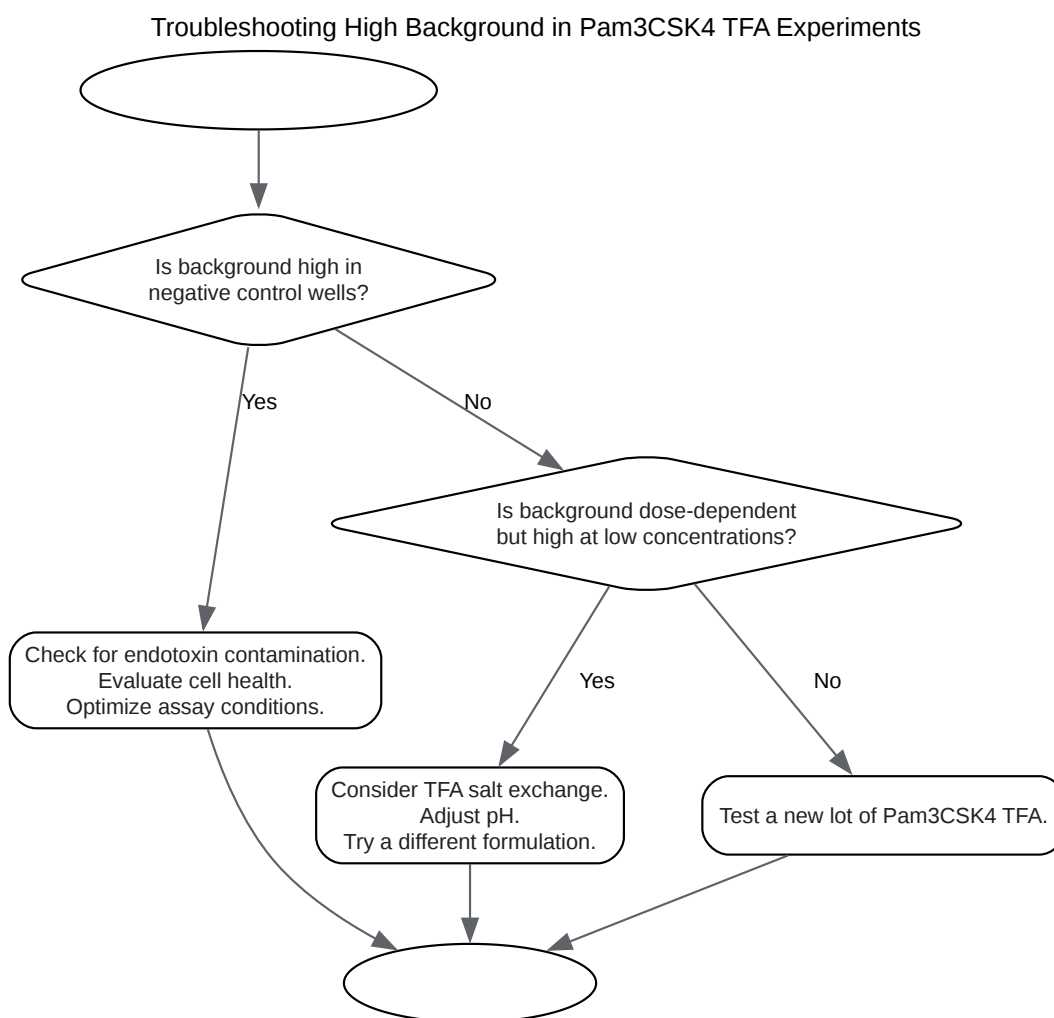 Troubleshooting High Background in Pam3CSK4 TFA Experiments
Is background high in
negative control wells?
Yes
No
Is background dose-dependent
but high at low concentrations?
Check for endotoxin contamination.
Evaluate cell health.
Optimize assay conditions.
Yes
No
Consider TFA salt exchange.
Adjust pH.
Try a different formulation.
Test a new lot of Pam3CSK4 TFA.